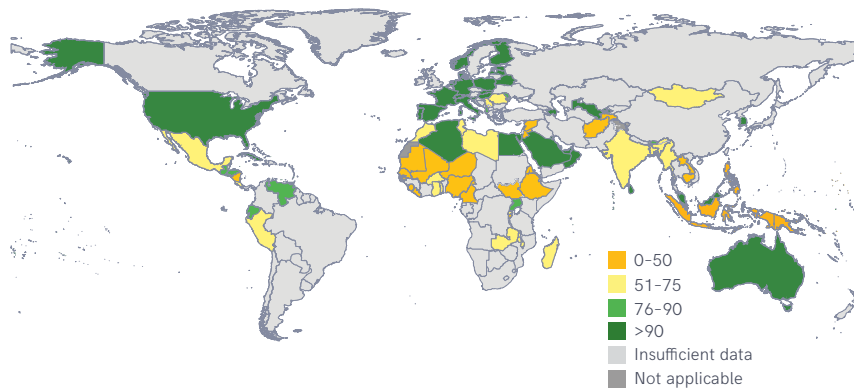 0–50
51–75
76–90
>90
Insufficient data
Not applicable